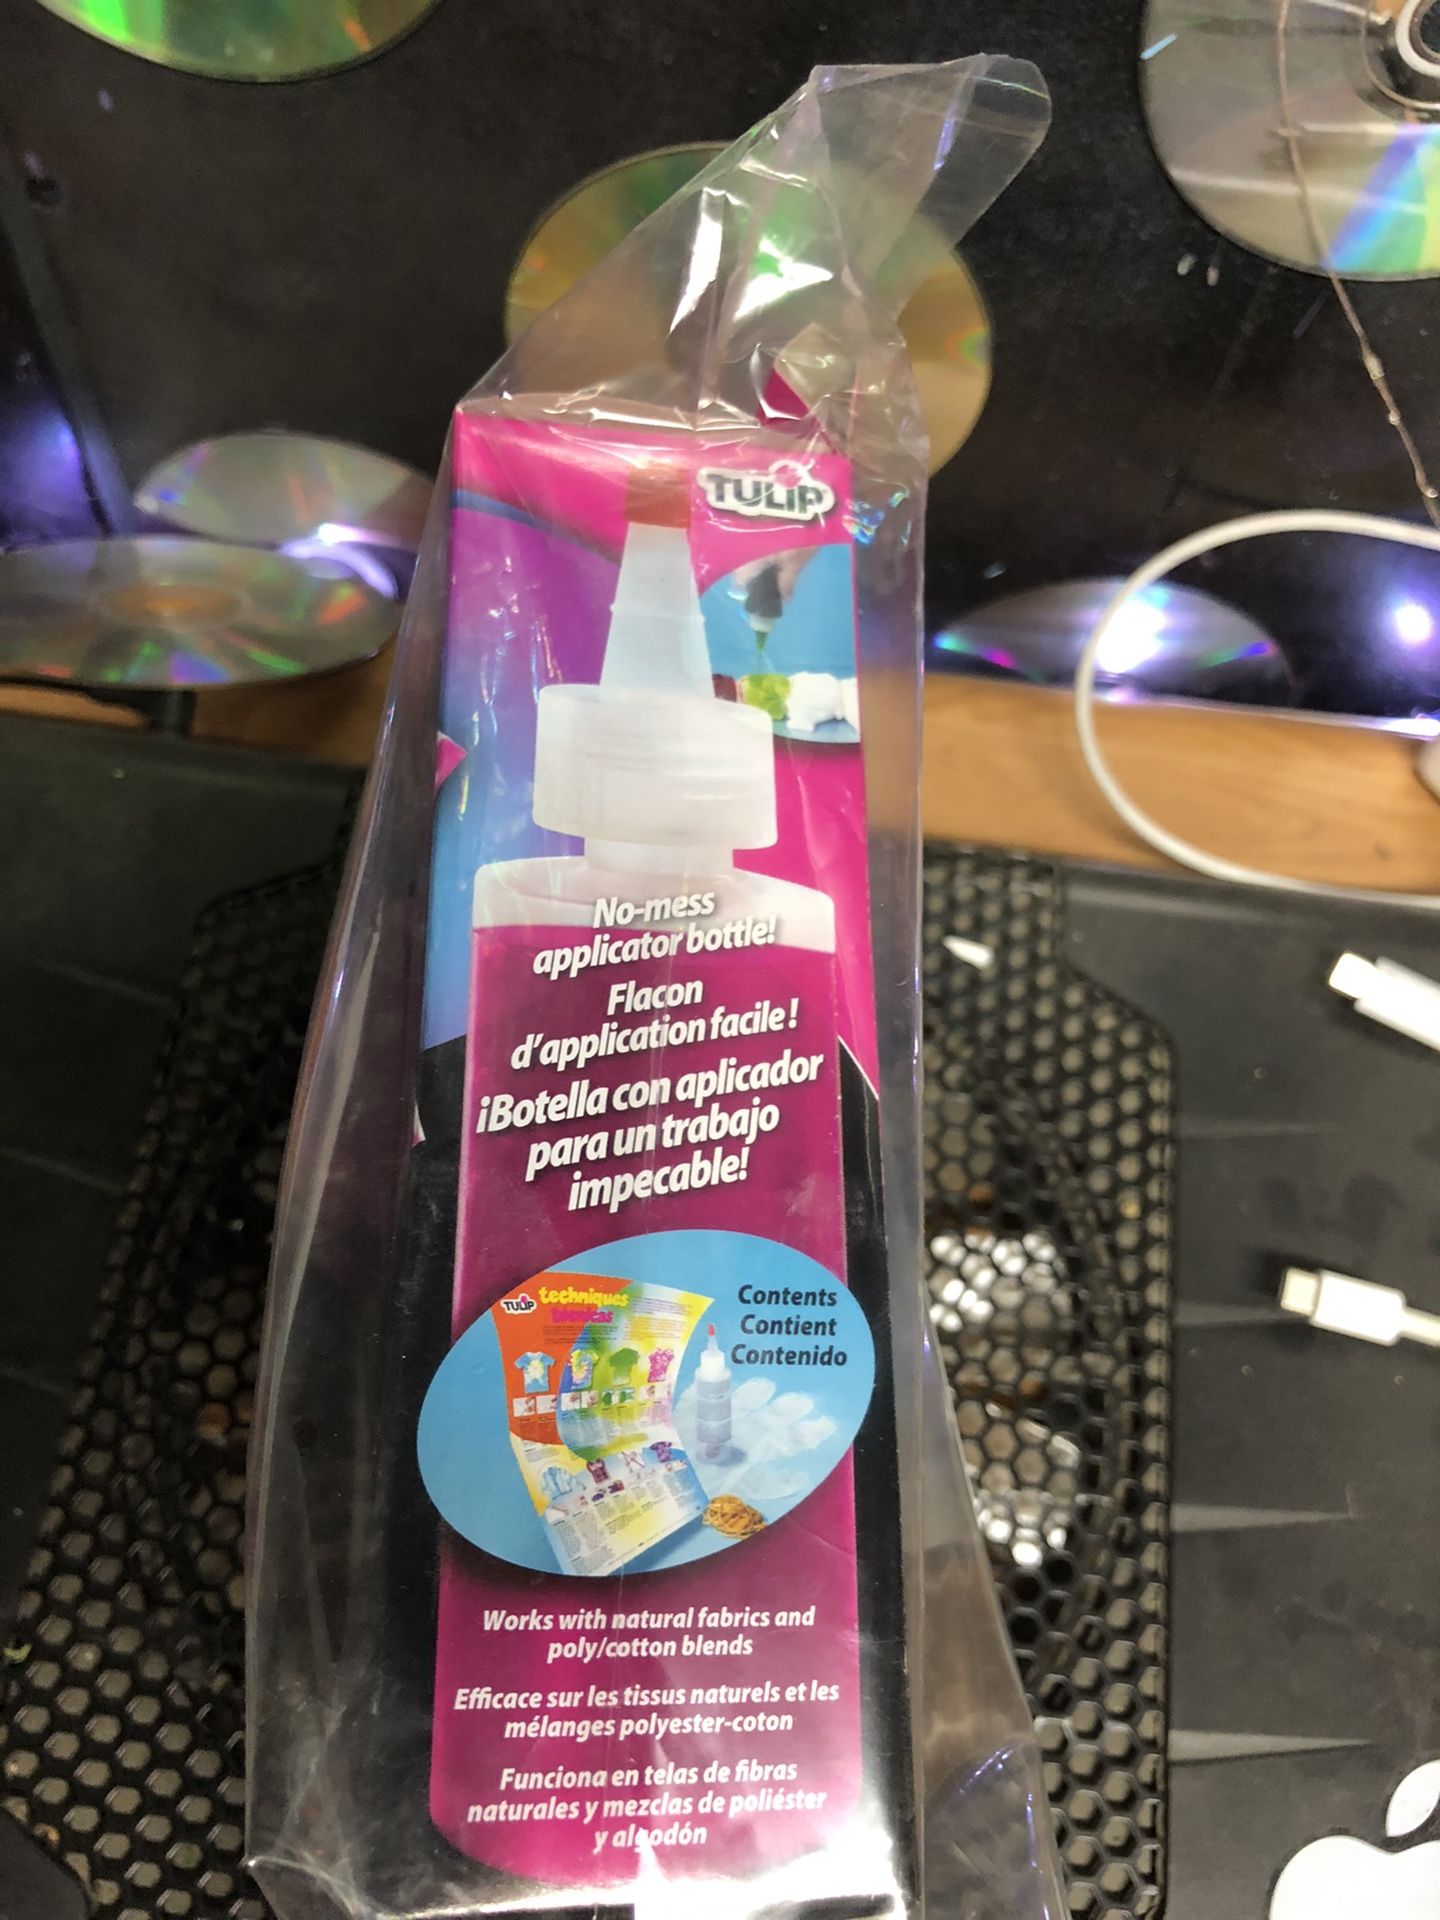 TULIP
No-mess
applicator bottle!
Flacon
d'application facile!
¡Botella con aplicador
para un trabajo
impecable!
TULIP techniques
técnicas
Contents
Contient
Contenido
Works with natural fabrics and
poly/cotton blends
Efficace sur les tissus naturels et les
mélanges polyester-coton
Funciona en telas de fibras
naturales y mezclas de poliéster
y algodón